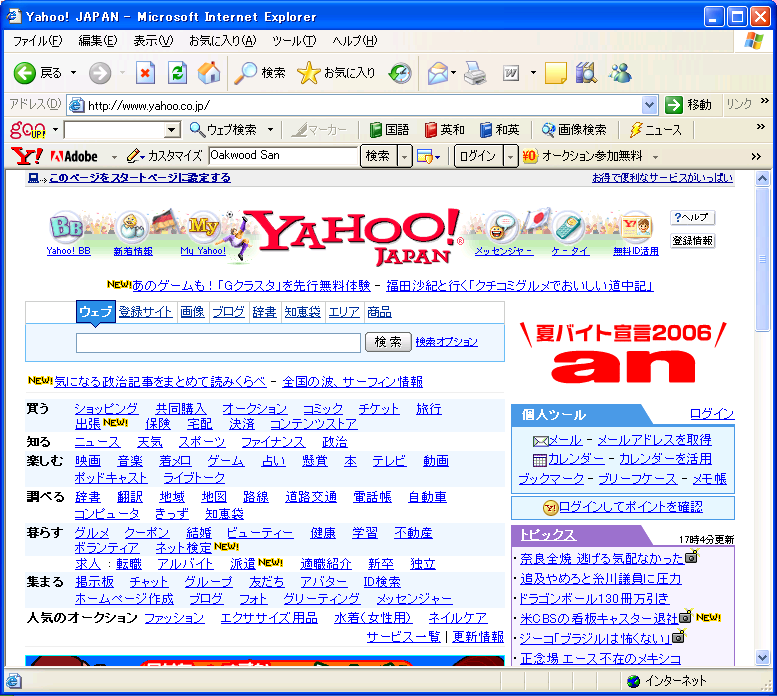 Yahoo! JAPAN - Microsoft Internet Explorer
ファイル(F) 編集(E) 表示(V) お気に入り(A) ツール(T) ヘルプ(H)
戻る 検索 お気に入り
アドレス(D) http://www.yahoo.co.jp/ 移動 リンク
goo UP! ウェブ検索 マーカー 国語 英和 和英 画像検索 ニュース
Y! Adobe カスタマイズ Oakwood San 検索 ログイン ¥0 オークション参加無料
このページをスタートページに設定する お得で便利なサービスがいっぱい
BB My YAHOO! JAPAN ?ヘルプ
Yahoo! BB 新着情報 My Yahoo! メッセンジャー ケータイ 無料ID活用 登録情報
NEW!あのゲームも!「Gクラスタ」を先行無料体験 - 福田沙紀と行く「クチコミグルメでおいしい道中記」
ウェブ 登録サイト 画像 ブログ 辞書 知恵袋 エリア 商品
検索 検索オプション
NEW!気になる政治記事をまとめて読みくらべ - 全国の波、サーフィン情報
買う ショッピング 共同購入 オークション コミック チケット 旅行
出張NEW! 保険 宅配 決済 コンテンツストア
知る ニュース 天気 スポーツ ファイナンス 政治
楽しむ 映画 音楽 着メロ ゲーム 占い 懸賞 本 テレビ 動画
ポッドキャスト ライブトーク
調べる 辞書 翻訳 地域 地図 路線 道路交通 電話帳 自動車
コンピュータ きっず 知恵袋
暮らす グルメ クーポン 結婚 ビューティー 健康 学習 不動産
ボランティア ネット検定NEW!
求人:転職 アルバイト 派遣NEW! 適職紹介 新卒 独立
集まる 掲示板 チャット グループ 友だち アバター ID検索
ホームページ作成 ブログ フォト グリーティング メッセンジャー
人気のオークション ファッション エクササイズ用品 水着(女性用) ネイルケア
サービス一覧 | 更新情報
\夏バイト宣言2006/
an
個人ツール ログイン
メール - メールアドレスを取得
カレンダー - カレンダーを活用
ブックマーク - ブリーフケース - メモ帳
Y!ログインしてポイントを確認
トピックス 17時4分更新
・奈良全焼 逃げる気配なかった
・追及やめろと糸川議員に圧力
・ドラゴンボール130冊万引き
・米CBSの看板キャスター退社 NEW!
・ジーコ「ブラジルは怖くない」
・正念場 エース不在のメキシコ
インターネット